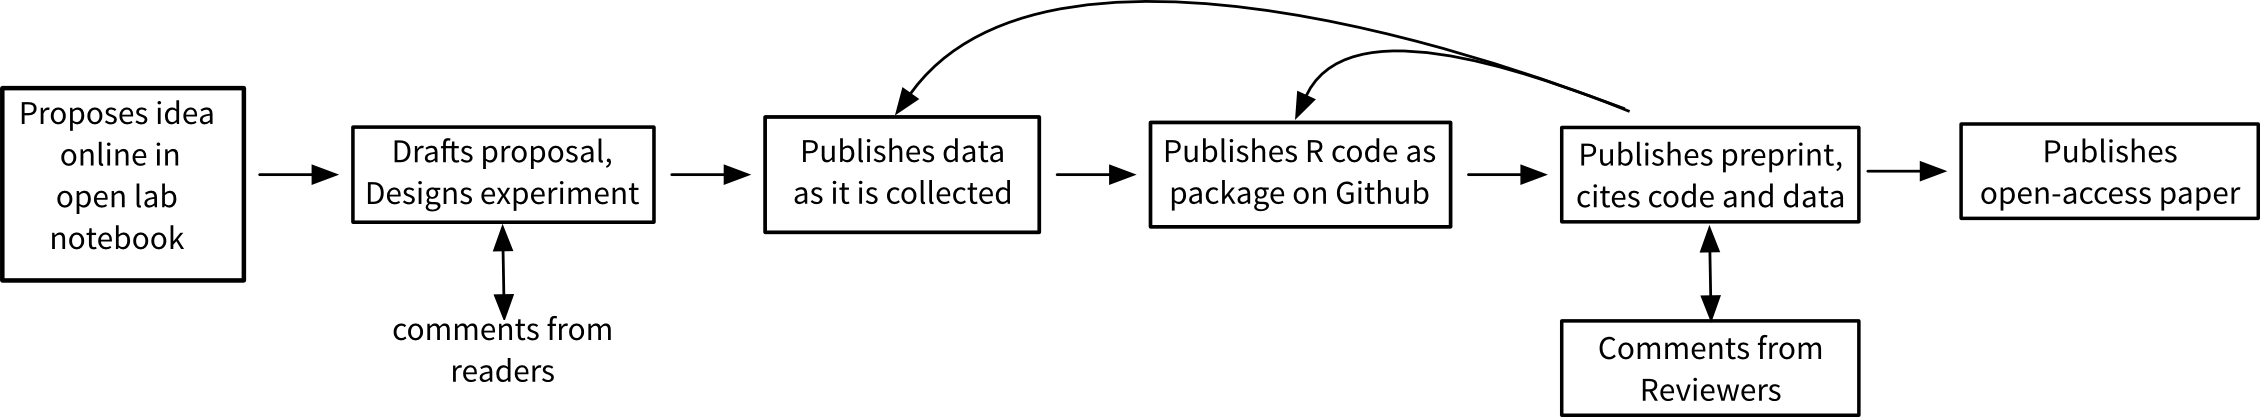 Proposes idea
online in
open lab
notebook
Drafts proposal,
Designs experiment
comments from
readers
Publishes data
as it is collected
Publishes R code as
package on Github
Publishes preprint,
cites code and data
Comments from
Reviewers
Publishes
open-access paper